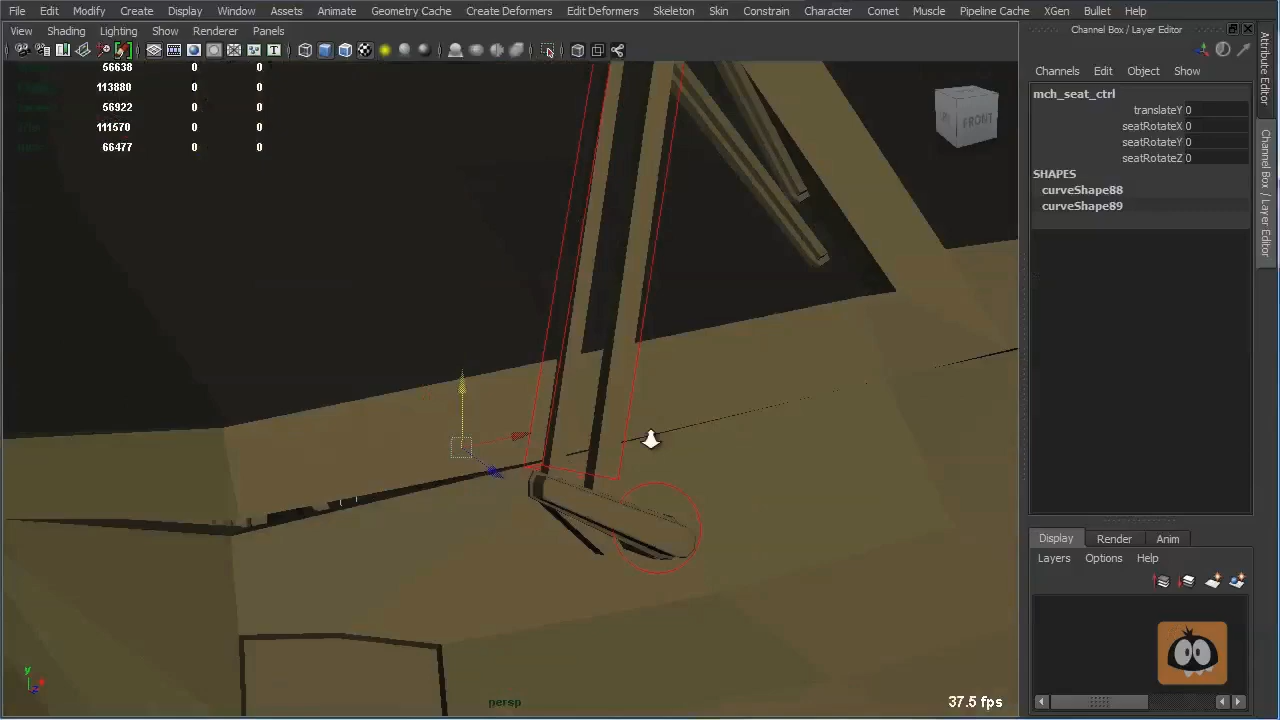 File Edit Modify Create Display Window Assets Animate Geometry Cache Create Deformers Edit Deformers Skeleton Skin Constrain Character Comet Muscle Pipeline Cache XGen Bullet Help
View Shading Lighting Show Renderer Panels
Channel Box / Layer Editor
Channels Edit Object Show
56638 0 0
113880 0 0
56922 0 0
111570 0 0
66477 0 0
FRONT
mch_seat_ctrl
translateY 0
seatRotateX 0
seatRotateY 0
seatRotateZ 0
SHAPES
curveShape88
curveShape89
Attribute Editor
Channel Box / Layer Editor
Display Render Anim
Layers Options Help
y
z
persp
37.5 fps